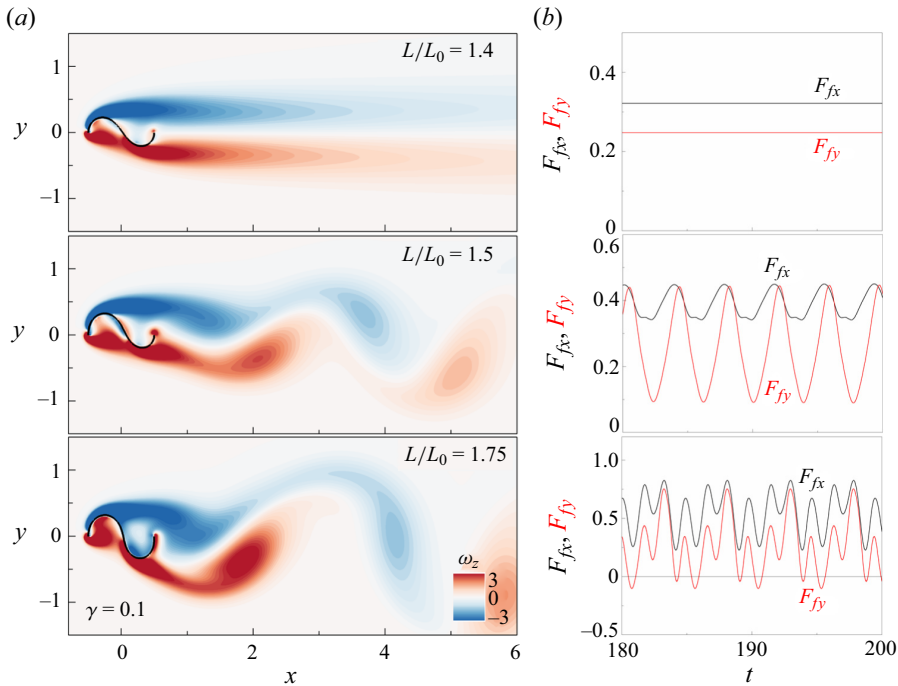 (a)
L/L0 = 1.4
1
y
0
−1
L/L0 = 1.5
1
y
0
−1
L/L0 = 1.75
1
y
0
−1
γ = 0.1
ωz
3
0
−3
0 2 4 6
x
(b)
0.4
0.2
0
Ffx, Ffy
Ffx
Ffy
0.6
0.4
0.2
0
Ffx, Ffy
Ffx
Ffy
1.0
0.5
0
−0.5
Ffx, Ffy
Ffx
Ffy
180 190 200
t